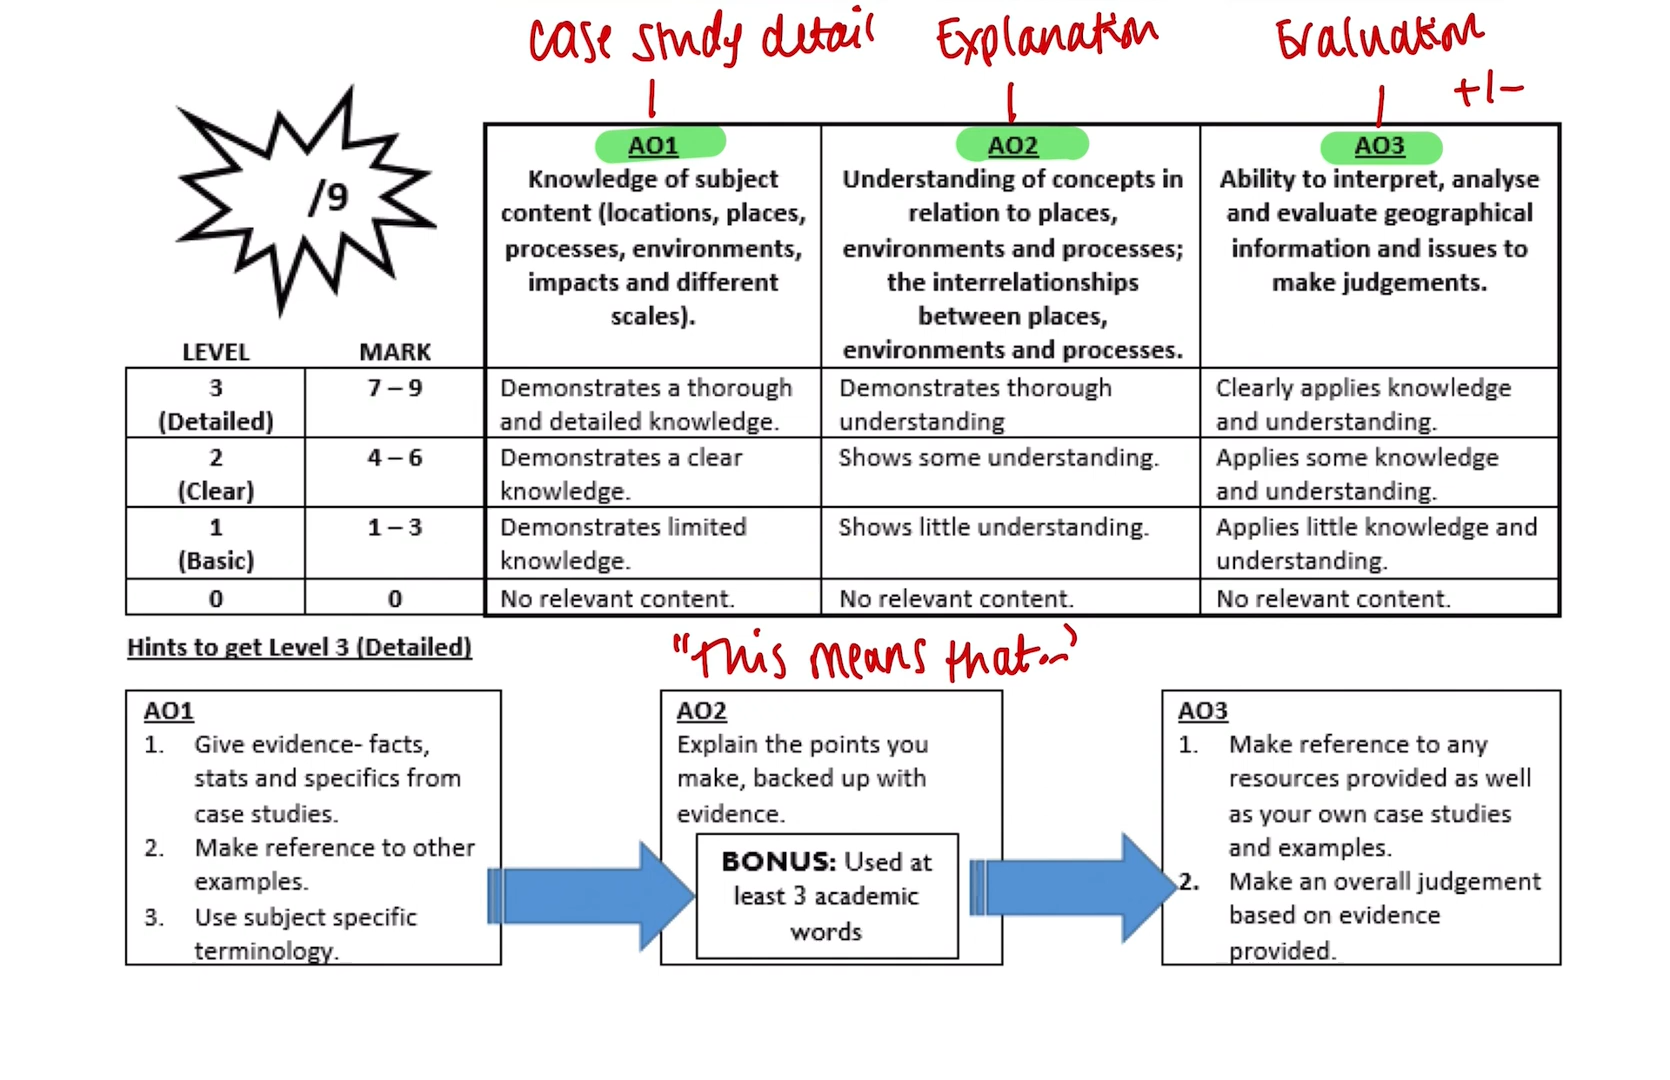 case study detail
Explanation
Evaluation
+/-
/9
LEVEL
MARK
AO1
Knowledge of subject
content (locations, places,
processes, environments,
impacts and different
scales).
AO2
Understanding of concepts in
relation to places,
environments and processes;
the interrelationships
between places,
environments and processes.
AO3
Ability to interpret, analyse
and evaluate geographical
information and issues to
make judgements.
3
(Detailed)
7 – 9
Demonstrates a thorough
and detailed knowledge.
Demonstrates thorough
understanding
Clearly applies knowledge
and understanding.
2
(Clear)
4 – 6
Demonstrates a clear
knowledge.
Shows some understanding.
Applies some knowledge
and understanding.
1
(Basic)
1 – 3
Demonstrates limited
knowledge.
Shows little understanding.
Applies little knowledge and
understanding.
0
0
No relevant content.
No relevant content.
No relevant content.
Hints to get Level 3 (Detailed)
"This means that..."
AO1
1. Give evidence- facts,
stats and specifics from
case studies.
2. Make reference to other
examples.
3. Use subject specific
terminology.
AO2
Explain the points you
make, backed up with
evidence.
BONUS: Used at
least 3 academic
words
AO3
1. Make reference to any
resources provided as well
as your own case studies
and examples.
2. Make an overall judgement
based on evidence
provided.